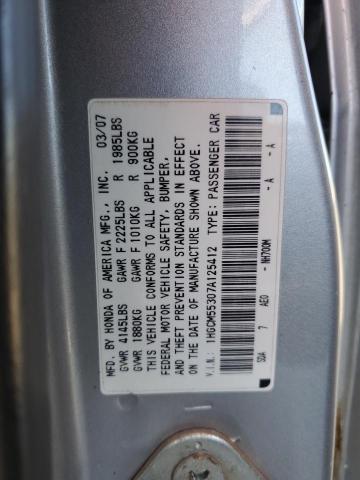 MFD. BY HONDA OF AMERICA MFG., INC. 03/07
GVWR 4145LBS GAWR F 2225LBS R 1985LBS
GVWR 1880KG GAWR F 1010KG R 900KG
THIS VEHICLE CONFORMS TO ALL APPLICABLE
FEDERAL MOTOR VEHICLE SAFETY, BUMPER,
AND THEFT PREVENTION STANDARDS IN EFFECT
ON THE DATE OF MANUFACTURE SHOWN ABOVE.
V.I.N.: 1HGCM55307A125412 TYPE: PASSENGER CAR
SDA 7 AEO - NH700M - A - A